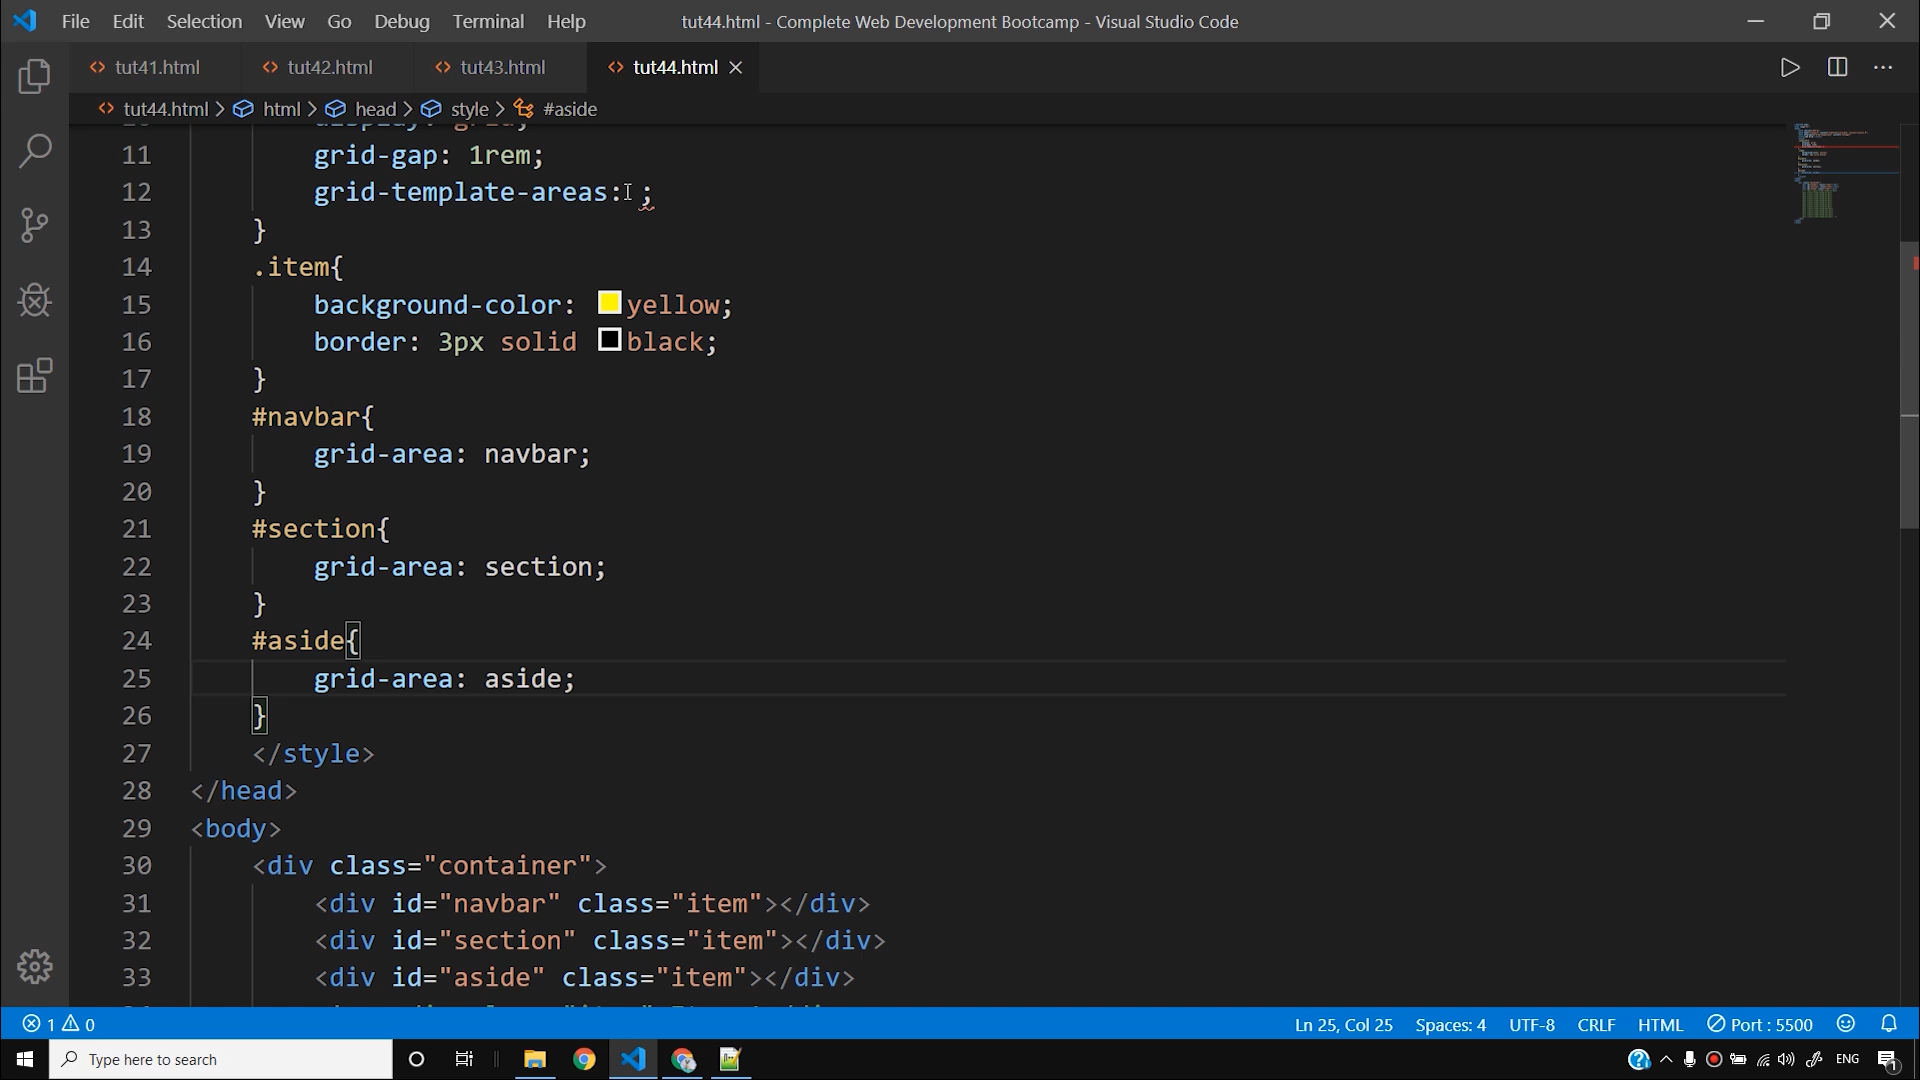 File Edit Selection View Go Debug Terminal Help
tut44.html - Complete Web Development Bootcamp - Visual Studio Code
tut41.html tut42.html tut43.html tut44.html
tut44.html > html > head > style > #aside
10 display: grid;
11 grid-gap: 1rem;
12 grid-template-areas: ;
13 }
14 .item{
15 background-color: yellow;
16 border: 3px solid black;
17 }
18 #navbar{
19 grid-area: navbar;
20 }
21 #section{
22 grid-area: section;
23 }
24 #aside{
25 grid-area: aside;
26 }
27 </style>
28 </head>
29 <body>
30 <div class="container">
31 <div id="navbar" class="item"></div>
32 <div id="section" class="item"></div>
33 <div id="aside" class="item"></div>
1 0 Ln 25, Col 25 Spaces: 4 UTF-8 CRLF HTML Port : 5500
Type here to search
ENG
1